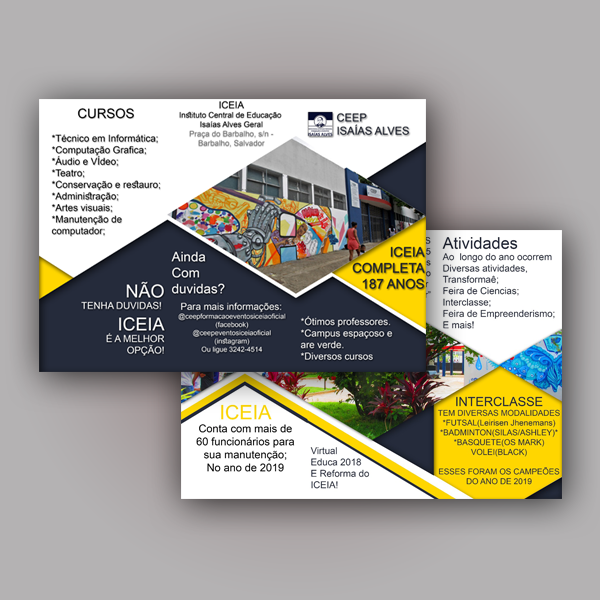 CURSOS
*Técnico em Informática;
*Computação Grafica;
*Áudio e VÍdeo;
*Teatro;
*Conservação e restauro;
*Administração;
*Artes visuais;
*Manutenção de
computador;
ICEIA
Instituto Central de Educação
Isaías Alves Geral
Praça do Barbalho, s/n -
Barbalho, Salvador
ISAÍAS ALVES
CEEP
ISAÍAS ALVES
ICEIA
COMPLETA
187 ANOS
NÃO
TENHA DUVIDAS!
ICEIA
É A MELHOR
OPÇÃO!
Ainda
Com
duvidas?
Para mais informações:
@ceepformacaoeventosiceiaoficial
(facebook)
@ceepeventosiceiaoficial
(instagram)
Ou ligue 3242-4514
*Ótimos professores.
*Campus espaçoso e
are verde.
*Diversos cursos
Atividades
Ao longo do ano ocorrem
Diversas atividades,
Transformaê;
Feira de Ciencias;
Interclasse;
Feira de Empreenderismo;
E mais!
INTERCLASSE
TEM DIVERSAS MODALIDADES
*FUTSAL(Leirisen Jhenemans)
*BADMINTON(SILAS/ASHLEY)*
*BASQUETE(OS MARK)
VOLEI(BLACK)
ESSES FORAM OS CAMPEÕES
DO ANO DE 2019
ICEIA
Conta com mais de
60 funcionários para
sua manutenção;
No ano de 2019
Virtual
Educa 2018
E Reforma do
ICEIA!